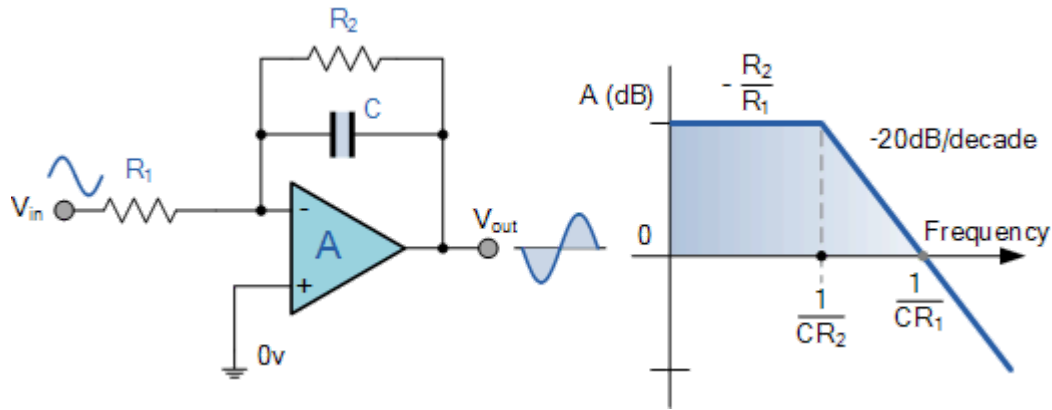 R2
C
R1
Vin
-
A
+
Vout
0v
A (dB)
- R2/R1
-20dB/decade
0
Frequency
1/CR2
1/CR1